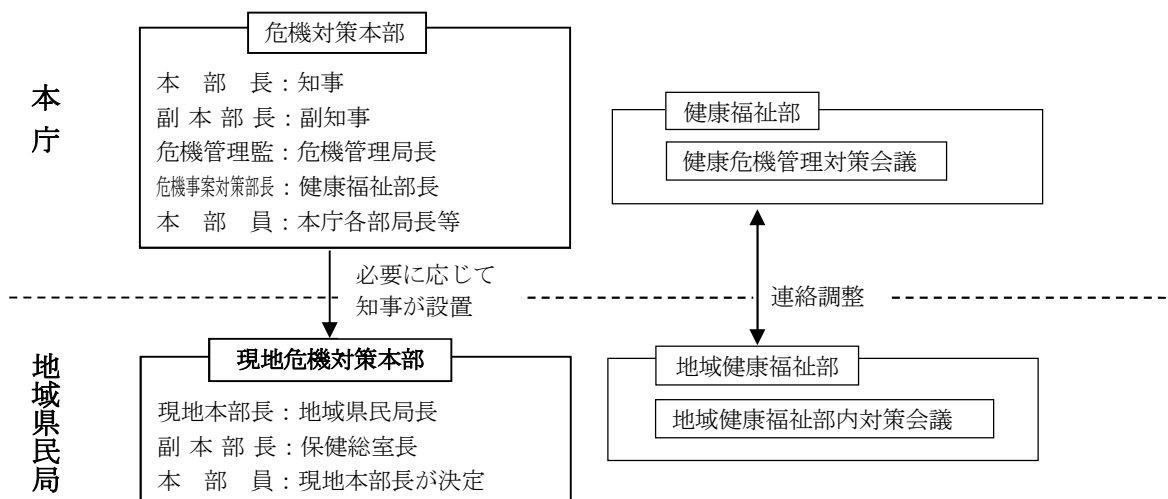 本庁
危機対策本部
本　部　長：知事
副 本 部 長：副知事
危機管理監：危機管理局長
危機事案対策部長：健康福祉部長
本　部　員：本庁各部局長等
健康福祉部
健康危機管理対策会議
必要に応じて
知事が設置
連絡調整
地域県民局
現地危機対策本部
現地本部長：地域県民局長
副 本 部 長：保健総室長
本　部　員：現地本部長が決定
地域健康福祉部
地域健康福祉部内対策会議